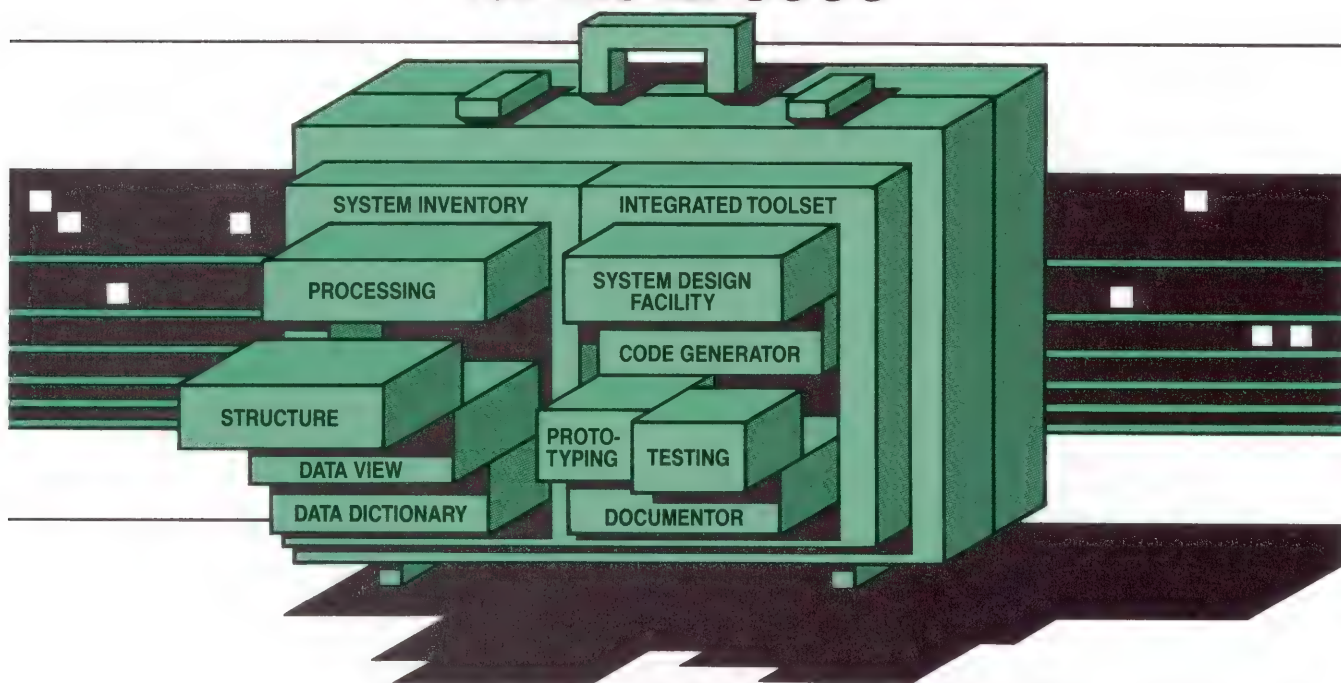 SYSTEM INVENTORY
PROCESSING
STRUCTURE
DATA VIEW
DATA DICTIONARY
INTEGRATED TOOLSET
SYSTEM DESIGN
FACILITY
CODE GENERATOR
PROTO-
TYPING
TESTING
DOCUMENTOR